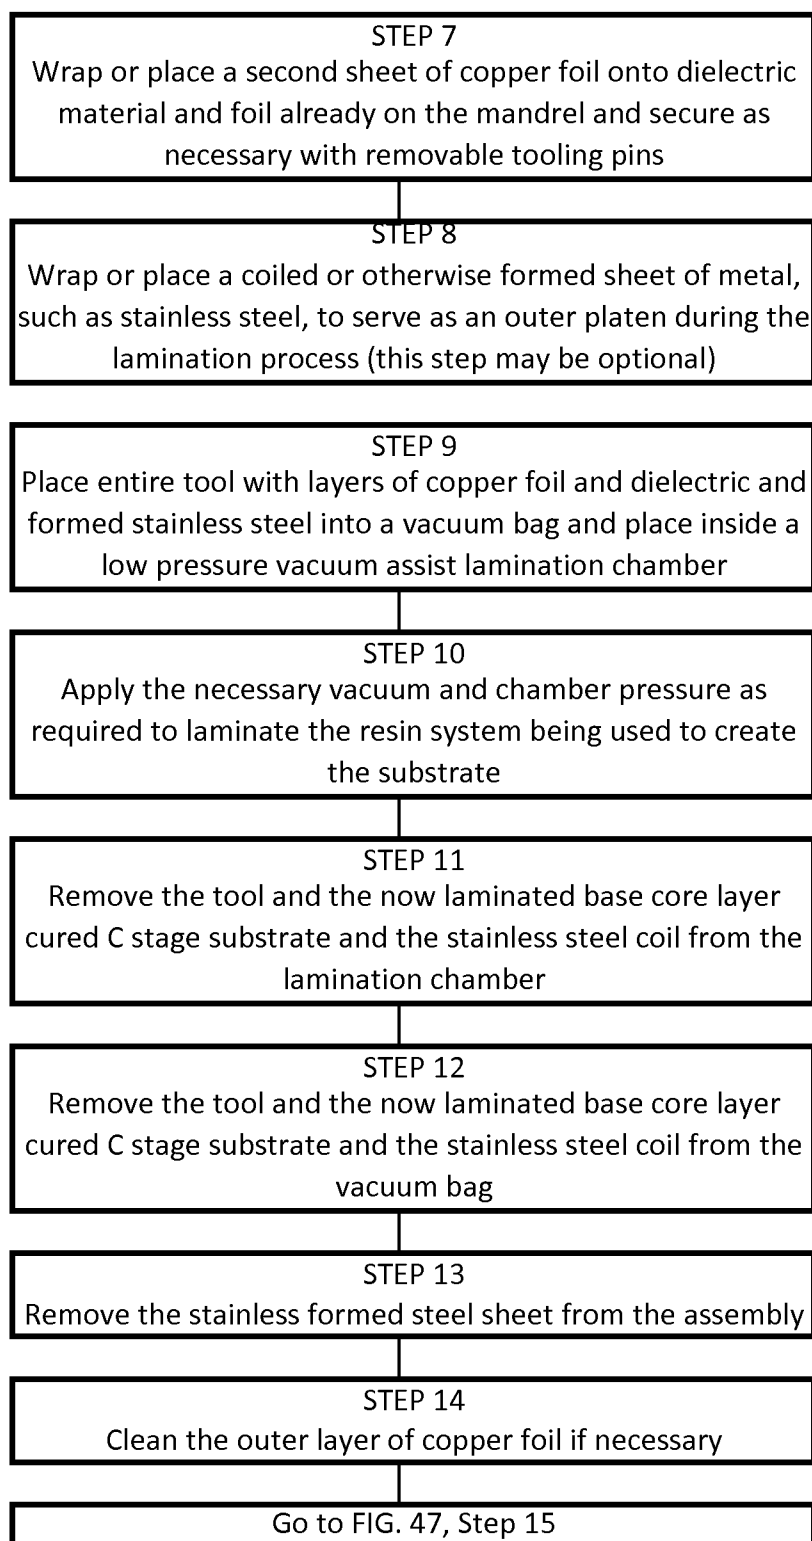 STEP 7
Wrap or place a second sheet of copper foil onto dielectric
material and foil already on the mandrel and secure as
necessary with removable tooling pins
STEP 8
Wrap or place a coiled or otherwise formed sheet of metal,
such as stainless steel, to serve as an outer platen during the
lamination process (this step may be optional)
STEP 9
Place entire tool with layers of copper foil and dielectric and
formed stainless steel into a vacuum bag and place inside a
low pressure vacuum assist lamination chamber
STEP 10
Apply the necessary vacuum and chamber pressure as
required to laminate the resin system being used to create
the substrate
STEP 11
Remove the tool and the now laminated base core layer
cured C stage substrate and the stainless steel coil from the
lamination chamber
STEP 12
Remove the tool and the now laminated base core layer
cured C stage substrate and the stainless steel coil from the
vacuum bag
STEP 13
Remove the stainless formed steel sheet from the assembly
STEP 14
Clean the outer layer of copper foil if necessary
Go to FIG. 47, Step 15